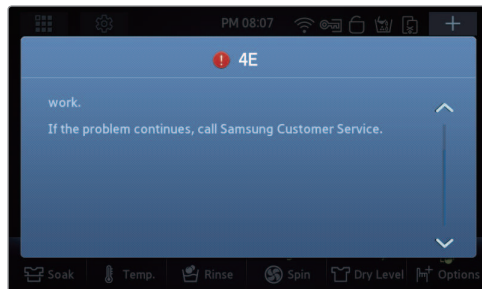 PM 08:07
4E
work.
If the problem continues, call Samsung Customer Service.
Soak Temp. Rinse Spin Dry Level Options